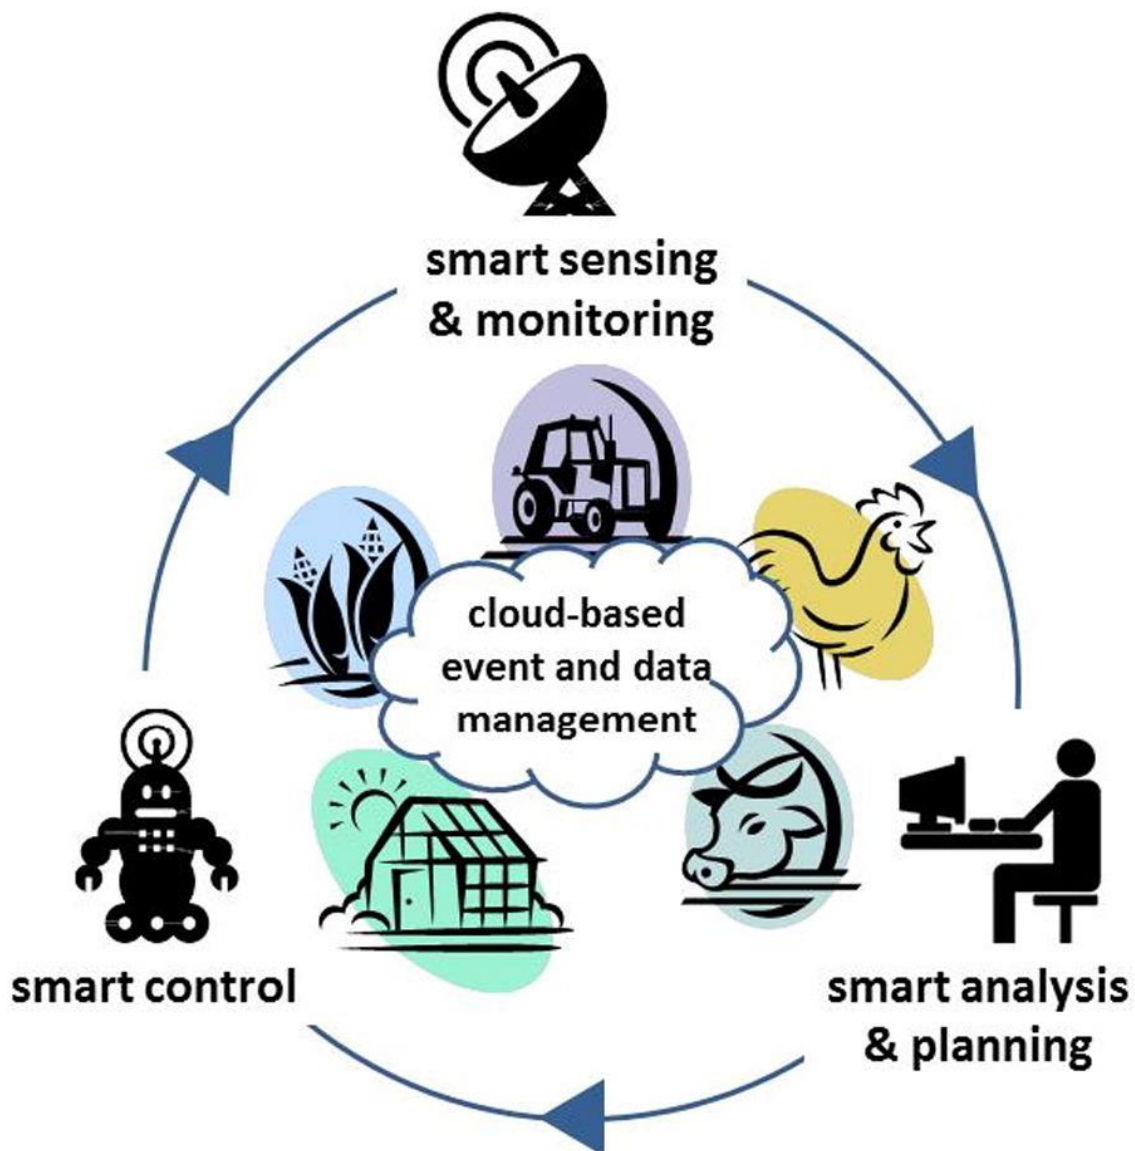 smart sensing
& monitoring
cloud-based
event and data
management
smart control
smart analysis
& planning